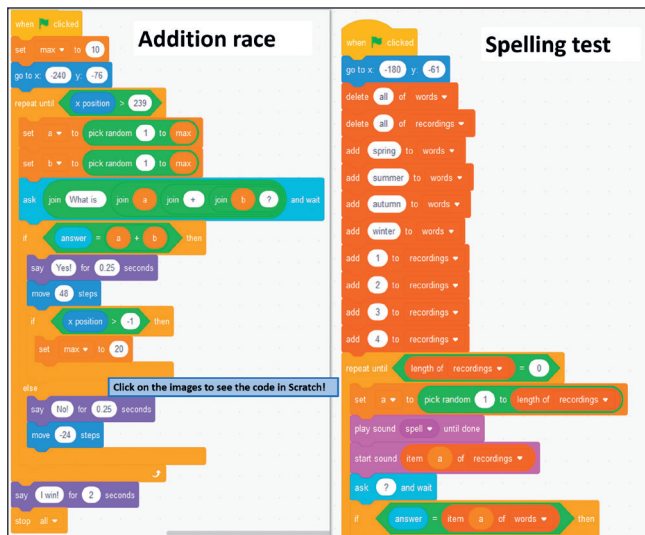 Addition race
when clicked
set max to 10
go to x: -240 y: -76
repeat until x position > 239
set a to pick random 1 to max
set b to pick random 1 to max
ask join What is join a join + join b ? and wait
if answer = a + b then
say Yes! for 0.25 seconds
move 48 steps
if x position > -1 then
set max to 20
else
say No! for 0.25 seconds
move -24 steps
say I win! for 2 seconds
stop all
Click on the images to see the code in Scratch!
Spelling test
when clicked
go to x: -180 y: -61
delete all of words
delete all of recordings
add spring to words
add summer to words
add autumn to words
add winter to words
add 1 to recordings
add 2 to recordings
add 3 to recordings
add 4 to recordings
repeat until length of recordings = 0
set a to pick random 1 to length of recordings
play sound spell until done
start sound item a of recordings
ask ? and wait
if answer = item a of words then